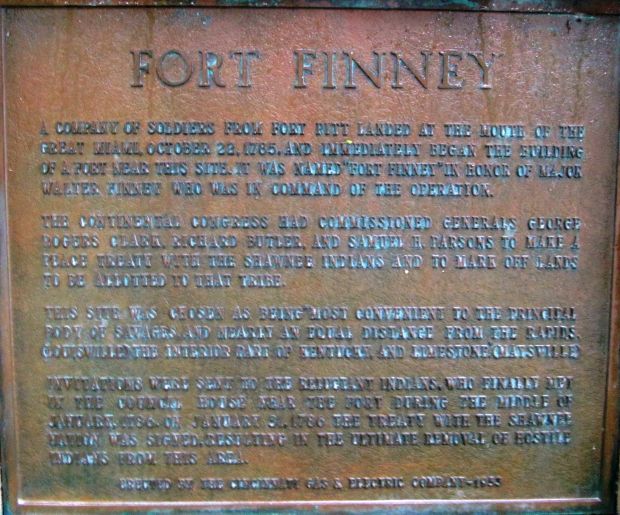 FORT FINNEY
A COMPANY OF SOLDIERS FROM FORT PITT LANDED AT THE MOUTH OF THE
GREAT MIAMI, OCTOBER 22, 1785, AND IMMEDIATELY BEGAN THE BUILDING
OF A FORT NEAR THIS SITE. IT WAS NAMED "FORT FINNEY" IN HONOR OF MAJOR
WALTER FINNEY WHO WAS IN COMMAND OF THE OPERATION.
THE CONTINENTAL CONGRESS HAD COMMISSIONED GENERALS GEORGE
ROGERS CLARK, RICHARD BUTLER, AND SAMUEL H. PARSONS TO MAKE A
PEACE TREATY WITH THE SHAWNEE INDIANS AND TO MARK OFF LANDS
TO BE ALLOTTED TO THAT TRIBE.
THIS SITE WAS CHOSEN AS BEING "MOST CONVENIENT TO THE PRINCIPAL
BODY OF SAVAGES, AND NEARLY AN EQUAL DISTANCE FROM THE RAPIDS,
(LOUISVILLE) THE INTERIOR PART OF KENTUCKY, AND LIMESTONE." (MAYSVILLE)
INVITATIONS WERE SENT TO THE RELUCTANT INDIANS, WHO FINALLY MET
IN THE COUNCIL HOUSE NEAR THE FORT DURING THE MIDDLE OF
JANUARY, 1786. ON JANUARY 31, 1786 THE TREATY WITH THE SHAWNEE
NATION WAS SIGNED, RESULTING IN THE ULTIMATE REMOVAL OF HOSTILE
INDIANS FROM THIS AREA.
ERECTED BY THE CINCINNATI GAS & ELECTRIC COMPANY-1955